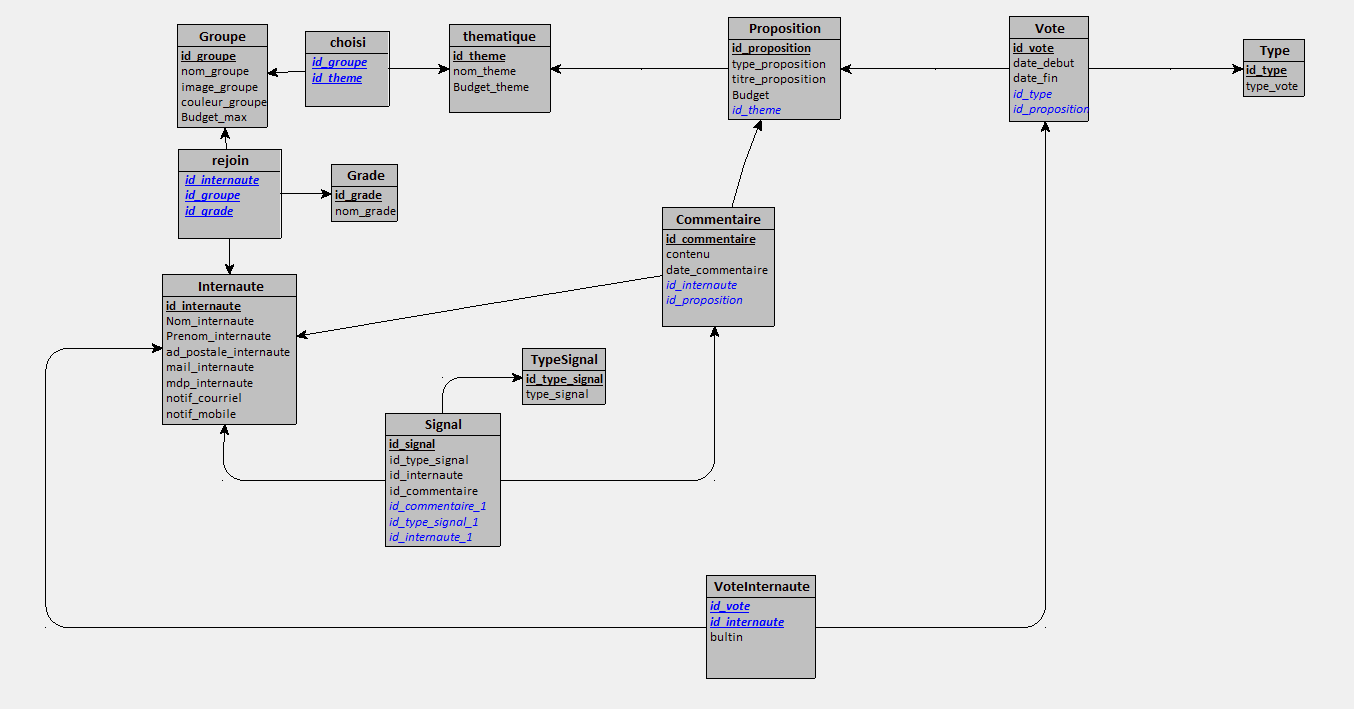 Groupe
id_groupe
nom_groupe
image_groupe
couleur_groupe
Budget_max
choisi
id_groupe
id_theme
thematique
id_theme
nom_theme
Budget_theme
Proposition
id_proposition
type_proposition
titre_proposition
Budget
id_theme
Vote
id_vote
date_debut
date_fin
id_type
id_proposition
Type
id_type
type_vote
rejoin
id_internaute
id_groupe
id_grade
Grade
id_grade
nom_grade
Commentaire
id_commentaire
contenu
date_commentaire
id_internaute
id_proposition
Internaute
id_internaute
Nom_internaute
Prenom_internaute
ad_postale_internaute
mail_internaute
mdp_internaute
notif_courriel
notif_mobile
TypeSignal
id_type_signal
type_signal
Signal
id_signal
id_type_signal
id_internaute
id_commentaire
id_commentaire_1
id_type_signal_1
id_internaute_1
VoteInternaute
id_vote
id_internaute
bultin